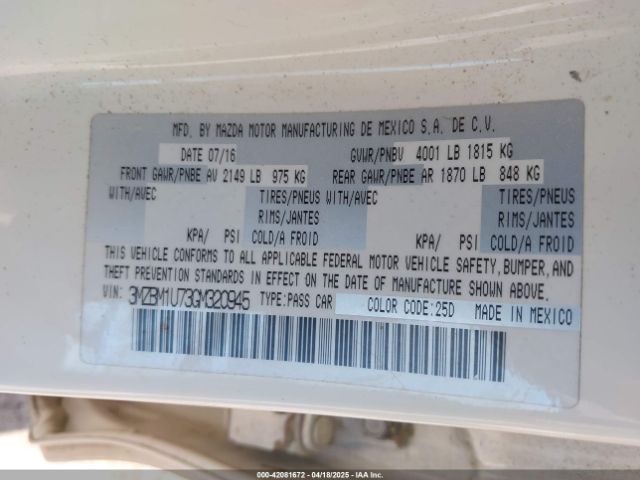 MFD. BY MAZDA MOTOR MANUFACTURING DE MEXICO S.A. DE C.V.
DATE 07/16 GVWR/PNBV 4001 LB 1815 KG
FRONT GAWR/PNBE AV 2149 LB 975 KG REAR GAWR/PNBE AR 1870 LB 848 KG
WITH/AVEC TIRES/PNEUS WITH/AVEC TIRES/PNEUS
RIMS/JANTES RIMS/JANTES
KPA/ PSI COLD/A FROID KPA/ PSI COLD/A FROID
THIS VEHICLE CONFORMS TO ALL APPLICABLE FEDERAL MOTOR VEHICLE SAFETY, BUMPER, AND
THEFT PREVENTION STANDARDS IN EFFECT ON THE DATE OF MANUFACTURE SHOWN ABOVE.
VIN: 3MZBM1U73GM320945 TYPE:PASS CAR COLOR CODE:25D MADE IN MEXICO
000-42081672 - 04/18/2025 - IAA Inc.